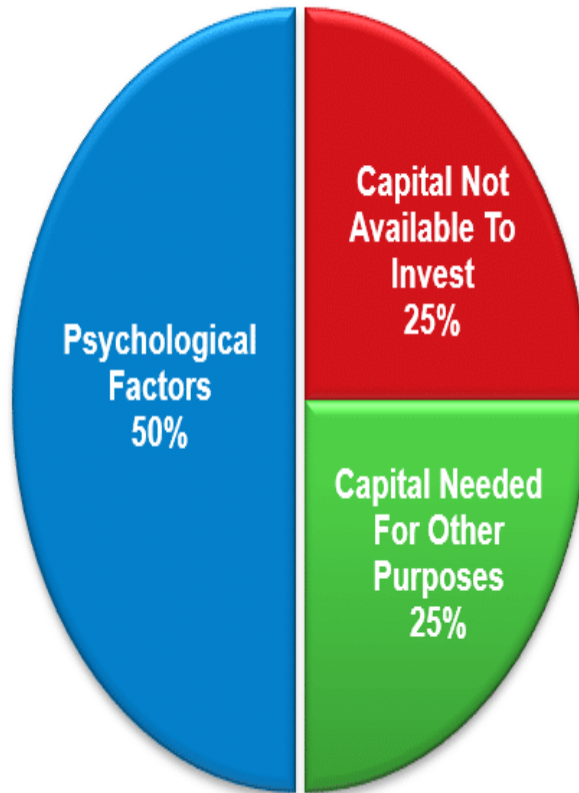 Psychological
Factors
50%
Capital Not
Available To
Invest
25%
Capital Needed
For Other
Purposes
25%